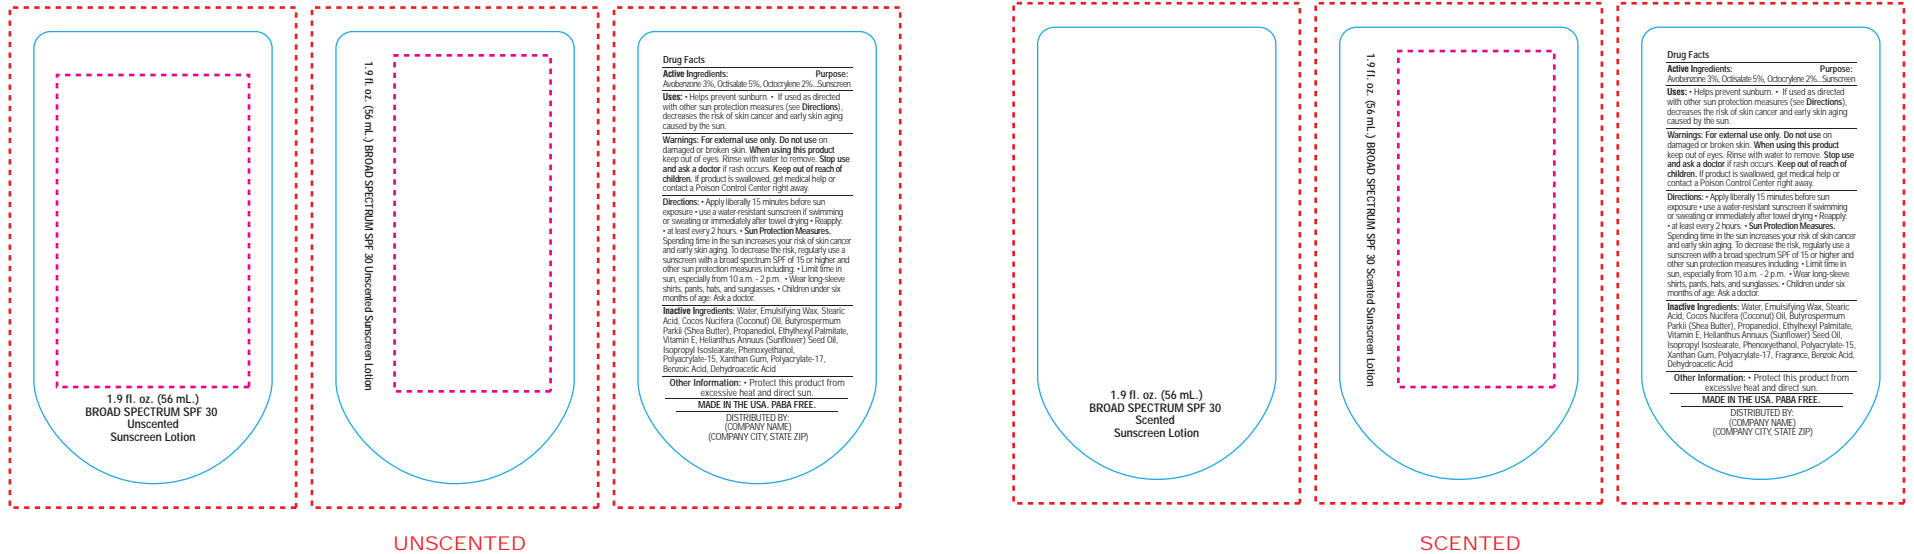 1.9 fl. oz. (56 mL.)
BROAD SPECTRUM SPF 30
Unscented
Sunscreen Lotion
1.9 fl. oz. (56 mL.) BROAD SPECTRUM SPF 30 Unscented Sunscreen Lotion
Drug Facts
Active Ingredients: Purpose:
Avobenzone 3%, Octisalate 5%, Octocrylene 2%...Sunscreen
Uses: • Helps prevent sunburn. • If used as directed
with other sun protection measures (see Directions),
decreases the risk of skin cancer and early skin aging
caused by the sun.
Warnings: For external use only. Do not use on
damaged or broken skin. When using this product
keep out of eyes. Rinse with water to remove. Stop use
and ask a doctor if rash occurs. Keep out of reach of
children. If product is swallowed, get medical help or
contact a Poison Control Center right away.
Directions: • Apply liberally 15 minutes before sun
exposure • use a water-resistant sunscreen if swimming
or sweating or immediately after towel drying • Reapply:
• at least every 2 hours. • Sun Protection Measures.
Spending time in the sun increases your risk of skin cancer
and early skin aging. To decrease the risk, regularly use a
sunscreen with a broad spectrum SPF of 15 or higher and
other sun protection measures including: • Limit time in
sun, especially from 10 a.m. - 2 p.m. • Wear long-sleeve
shirts, pants, hats, and sunglasses. • Children under six
months of age: Ask a doctor.
Inactive Ingredients: Water, Emulsifying Wax, Stearic
Acid, Cocos Nucifera (Coconut) Oil, Butyrospermum
Parkii (Shea Butter), Propanediol, Ethylhexyl Palmitate,
Vitamin E, Helianthus Annuus (Sunflower) Seed Oil,
Isopropyl Isostearate, Phenoxyethanol,
Polyacrylate-15, Xanthan Gum, Polyacrylate-17,
Benzoic Acid, Dehydroacetic Acid
Other Information: • Protect this product from
excessive heat and direct sun.
MADE IN THE USA. PABA FREE.
DISTRIBUTED BY:
(COMPANY NAME)
(COMPANY CITY, STATE ZIP)
UNSCENTED
1.9 fl. oz. (56 mL.)
BROAD SPECTRUM SPF 30
Scented
Sunscreen Lotion
1.9 fl. oz. (56 mL.) BROAD SPECTRUM SPF 30 Scented Sunscreen Lotion
Drug Facts
Active Ingredients: Purpose:
Avobenzone 3%, Octisalate 5%, Octocrylene 2%...Sunscreen
Uses: • Helps prevent sunburn. • If used as directed
with other sun protection measures (see Directions),
decreases the risk of skin cancer and early skin aging
caused by the sun.
Warnings: For external use only. Do not use on
damaged or broken skin. When using this product
keep out of eyes. Rinse with water to remove. Stop use
and ask a doctor if rash occurs. Keep out of reach of
children. If product is swallowed, get medical help or
contact a Poison Control Center right away.
Directions: • Apply liberally 15 minutes before sun
exposure • use a water-resistant sunscreen if swimming
or sweating or immediately after towel drying • Reapply:
• at least every 2 hours. • Sun Protection Measures.
Spending time in the sun increases your risk of skin cancer
and early skin aging. To decrease the risk, regularly use a
sunscreen with a broad spectrum SPF of 15 or higher and
other sun protection measures including: • Limit time in
sun, especially from 10 a.m. - 2 p.m. • Wear long-sleeve
shirts, pants, hats, and sunglasses. • Children under six
months of age: Ask a doctor.
Inactive Ingredients: Water, Emulsifying Wax, Stearic
Acid, Cocos Nucifera (Coconut) Oil, Butyrospermum
Parkii (Shea Butter), Propanediol, Ethylhexyl Palmitate,
Vitamin E, Helianthus Annuus (Sunflower) Seed Oil,
Isopropyl Isostearate, Phenoxyethanol, Polyacrylate-15,
Xanthan Gum, Polyacrylate-17, Fragrance, Benzoic Acid,
Dehydroacetic Acid
Other Information: • Protect this product from
excessive heat and direct sun.
MADE IN THE USA. PABA FREE.
DISTRIBUTED BY:
(COMPANY NAME)
(COMPANY CITY, STATE ZIP)
SCENTED